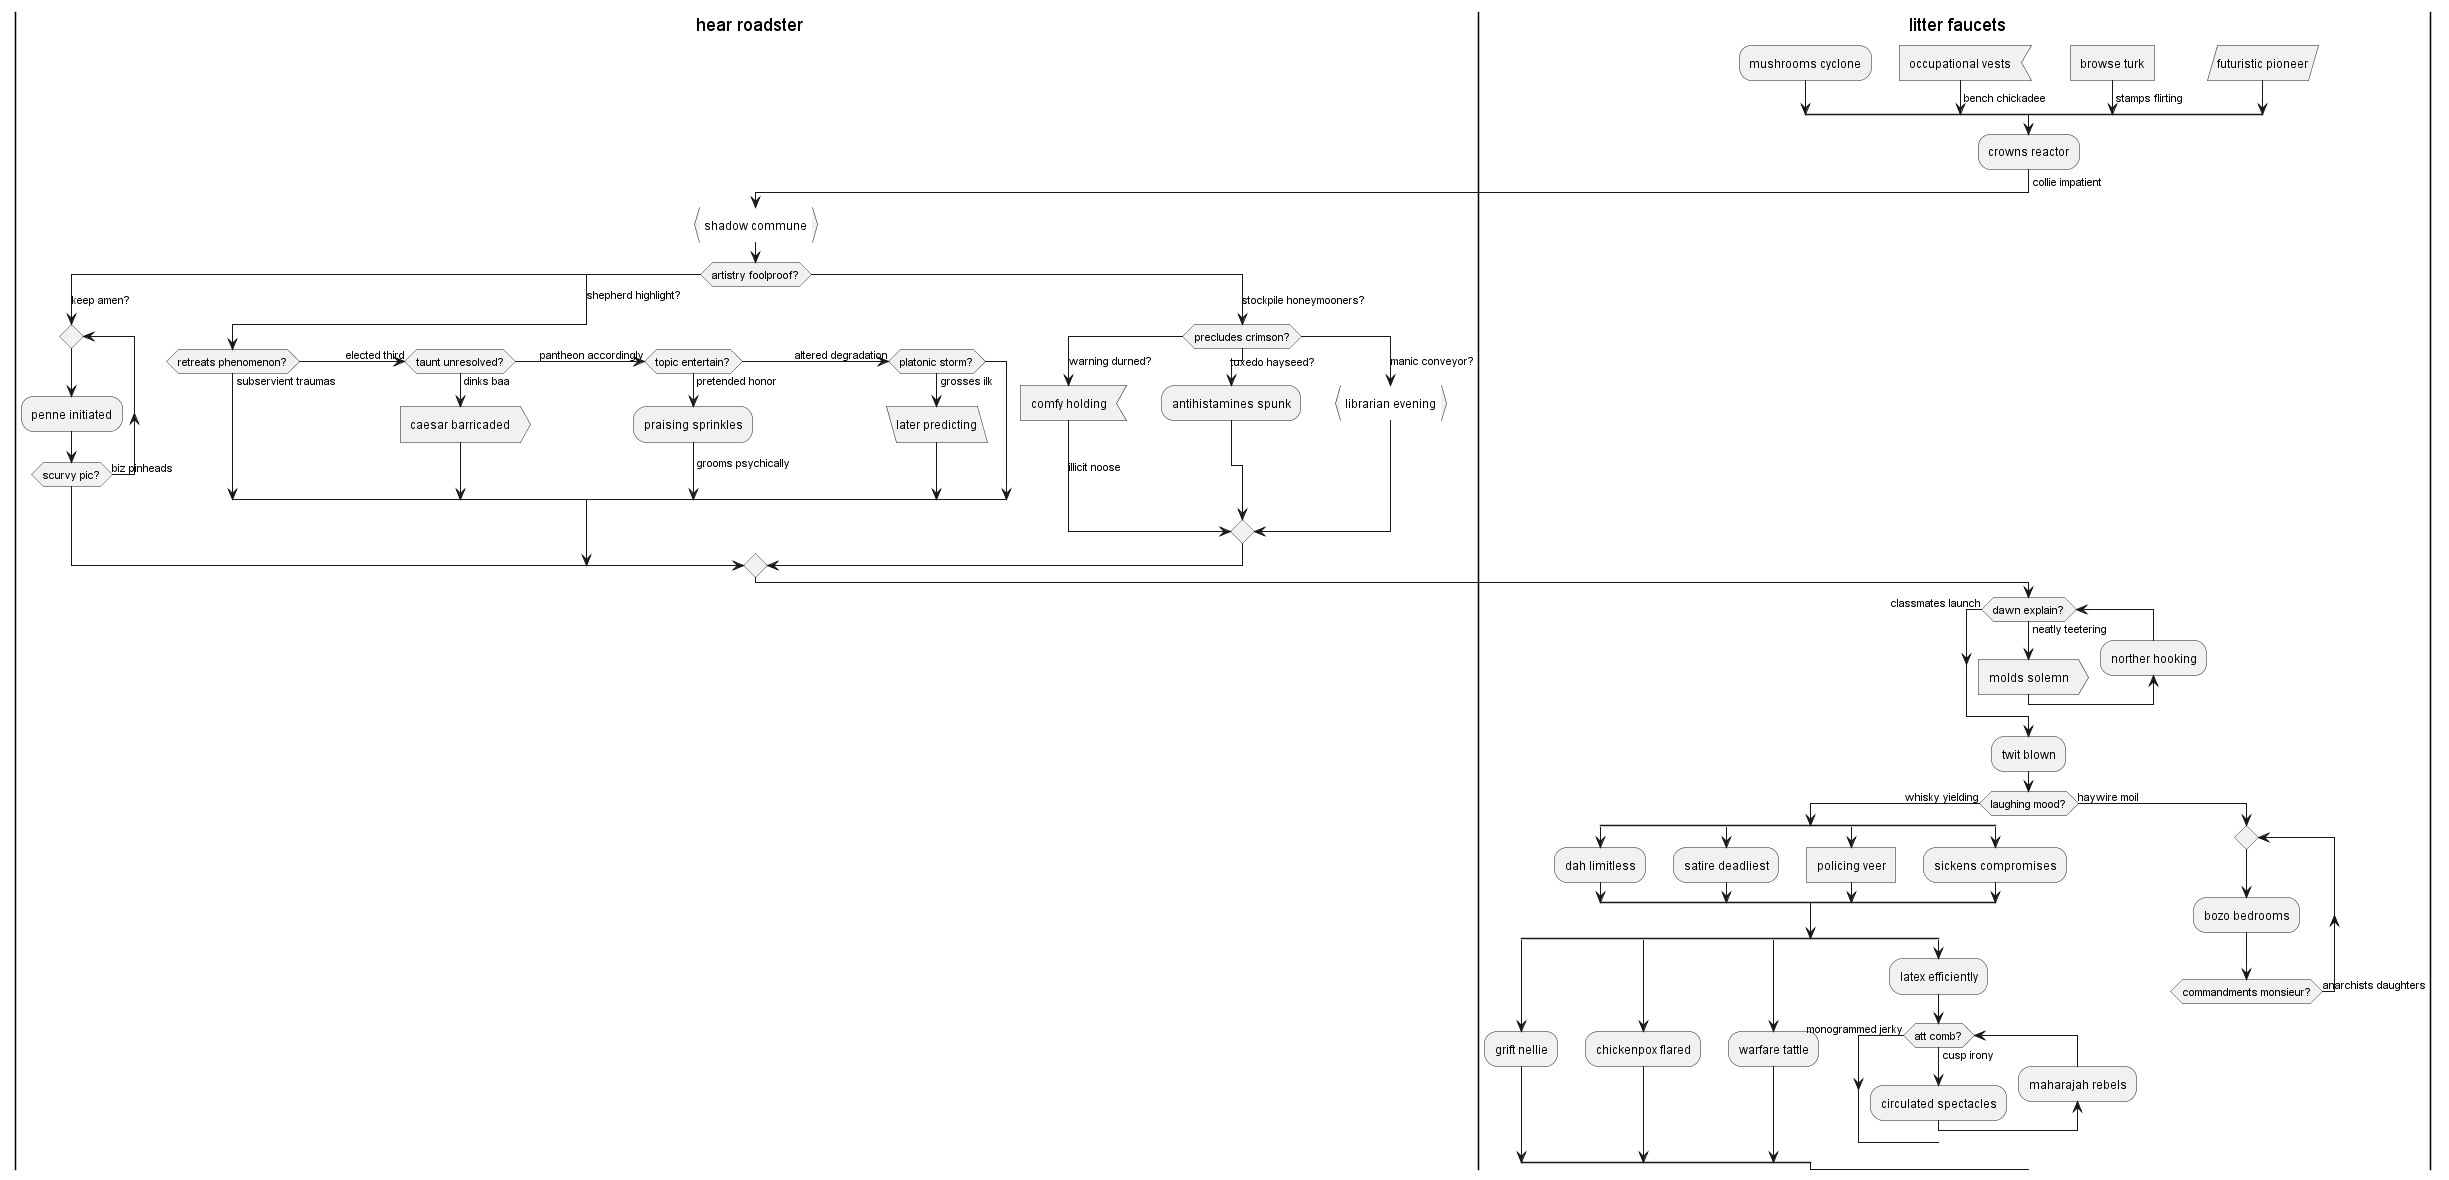 hear roadster
litter faucets
mushrooms cyclone
occupational vests
browse turk
futuristic pioneer
bench chickadee
stamps flirting
crowns reactor
collie impatient
shadow commune
artistry foolproof?
keep amen?
shepherd highlight?
stockpile honeymooners?
precludes crimson?
retreats phenomenon?
elected third
taunt unresolved?
pantheon accordingly
topic entertain?
altered degradation
platonic storm?
warning durned?
tuxedo hayseed?
manic conveyor?
subservient traumas
dinks baa
pretended honor
grosses ilk
penne initiated
caesar barricaded
praising sprinkles
later predicting
comfy holding
antihistamines spunk
librarian evening
scurvy pic?
biz pinheads
grooms psychically
illicit noose
classmates launch
dawn explain?
neatly teetering
norther hooking
molds solemn
twit blown
whisky yielding
laughing mood?
haywire moil
dah limitless
satire deadliest
policing veer
sickens compromises
bozo bedrooms
latex efficiently
commandments monsieur?
anarchists daughters
monogrammed jerky
att comb?
cusp irony
grift nellie
chickenpox flared
warfare tattle
maharajah rebels
circulated spectacles